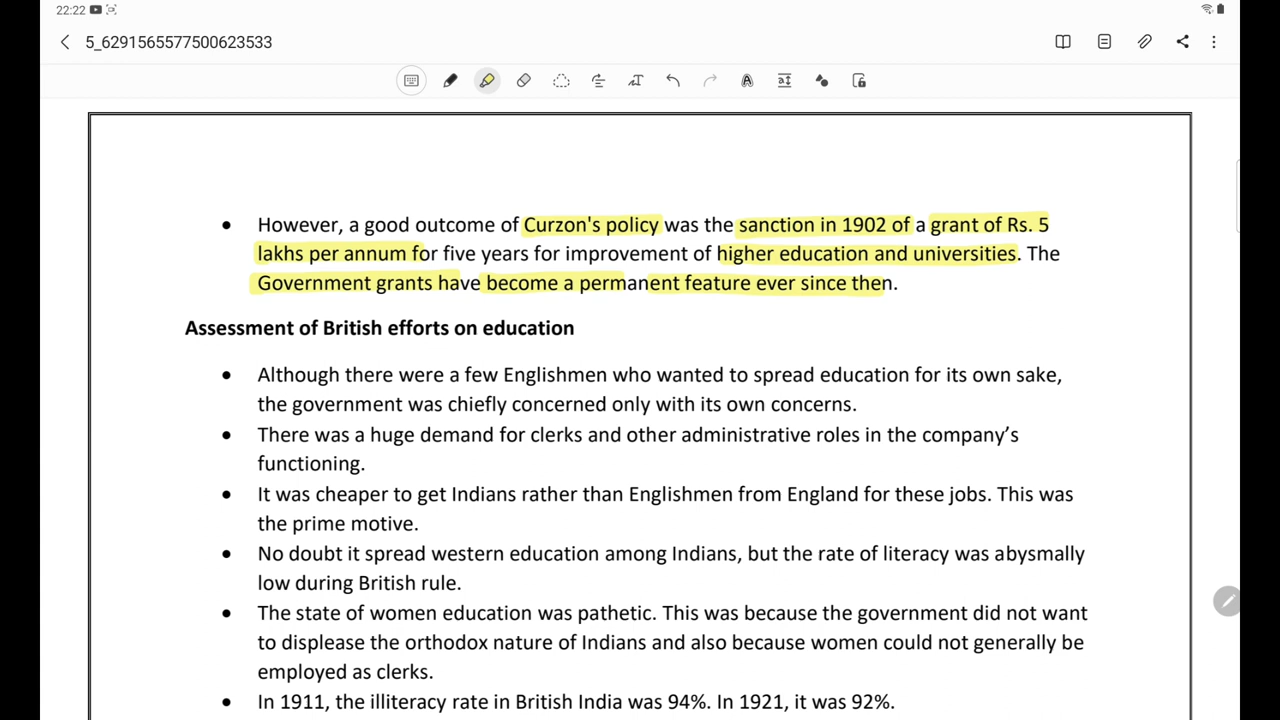 22:22
5_6291565577500623533
• However, a good outcome of Curzon's policy was the sanction in 1902 of a grant of Rs. 5
lakhs per annum for five years for improvement of higher education and universities. The
Government grants have become a permanent feature ever since then.
Assessment of British efforts on education
• Although there were a few Englishmen who wanted to spread education for its own sake,
the government was chiefly concerned only with its own concerns.
• There was a huge demand for clerks and other administrative roles in the company’s
functioning.
• It was cheaper to get Indians rather than Englishmen from England for these jobs. This was
the prime motive.
• No doubt it spread western education among Indians, but the rate of literacy was abysmally
low during British rule.
• The state of women education was pathetic. This was because the government did not want
to displease the orthodox nature of Indians and also because women could not generally be
employed as clerks.
• In 1911, the illiteracy rate in British India was 94%. In 1921, it was 92%.